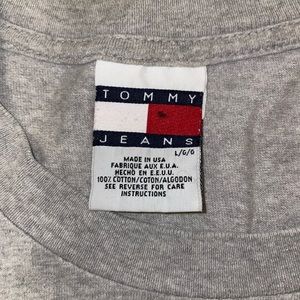 TOMMY
JEANS
L/G/G
MADE IN USA
FABRIQUE AUX E.U.A.
HECHO EN E.E.U.U.
100% COTTON/COTON/ALGODON
SEE REVERSE FOR CARE
INSTRUCTIONS